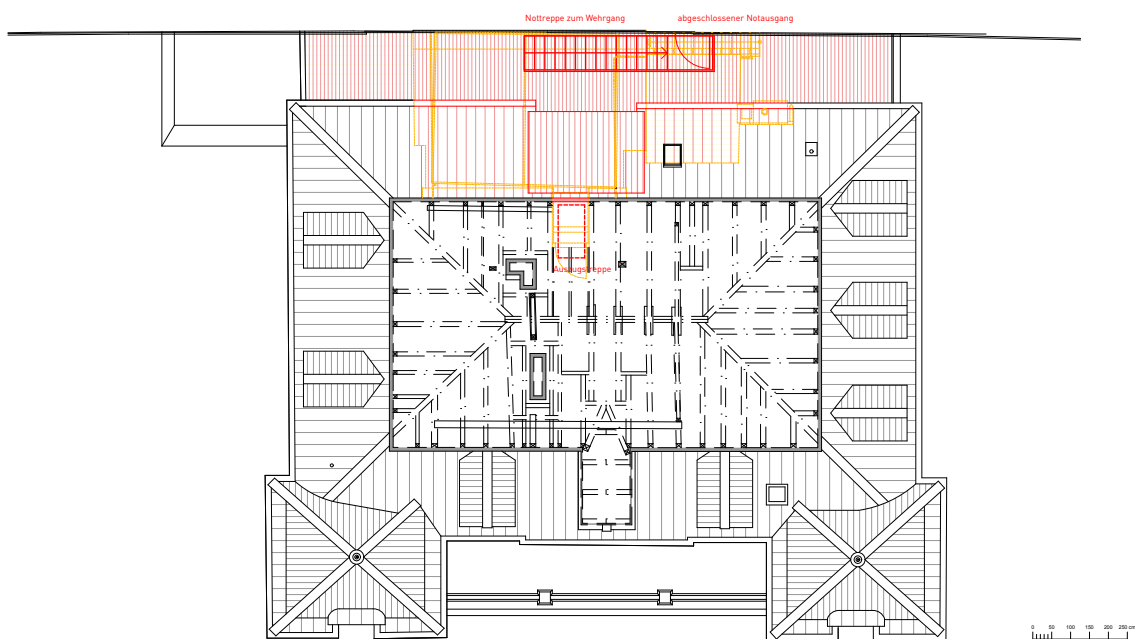 Nottreppe zum Wehrgang
abgeschlossener Notausgang
Auszugstreppe
0 50 100 150 200 250 cm